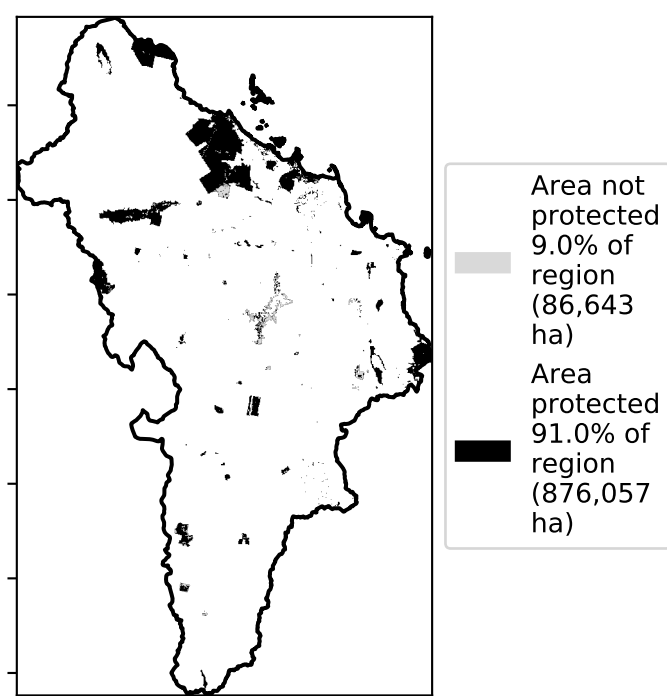 Area not
protected
9.0% of
region
(86,643
ha)
Area
protected
91.0% of
region
(876,057
ha)